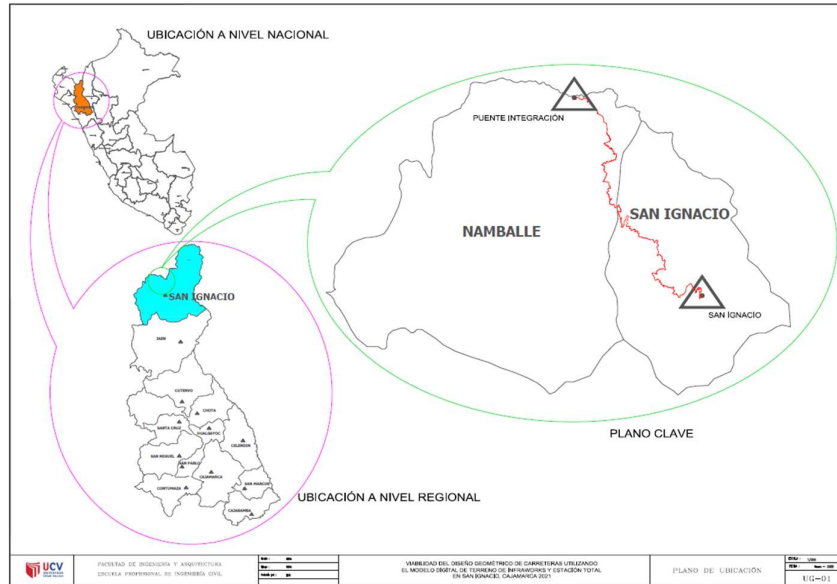 UBICACIÓN A NIVEL NACIONAL
PUENTE INTEGRACIÓN
NAMBALLE
SAN IGNACIO
SAN IGNACIO
PLANO CLAVE
SAN IGNACIO
JAEN
CUTERVO
CHOTA
SANTA CRUZ
HUALGAYOC
CELENDIN
SAN MIGUEL
SAN PABLO
CAJAMARCA
CONTUMAZA
SAN MARCOS
CAJABAMBA
UBICACIÓN A NIVEL REGIONAL
UCV
FACULTAD DE INGENIERÍA Y ARQUITECTURA
ESCUELA PROFESIONAL DE INGENIERÍA CIVIL
VIABILIDAD DEL DISEÑO GEOMÉTRICO DE CARRETERAS UTILIZANDO
EL MODELO DIGITAL DE TERRENO DE INFRAWORKS Y ESTACIÓN TOTAL
EN SAN IGNACIO, CAJAMARCA 2021
PLANO DE UBICACIÓN